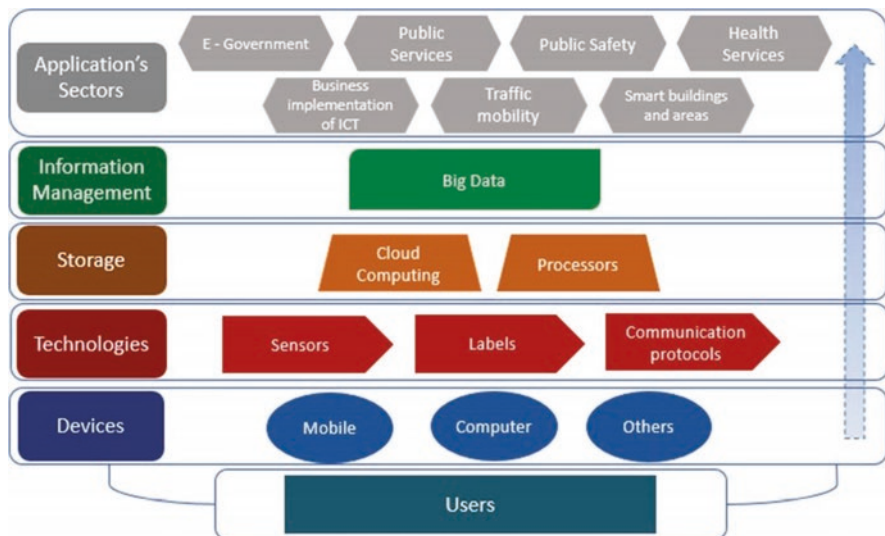 Application's
Sectors
E - Government
Public
Services
Public Safety
Health
Services
Business
implementation
of ICT
Traffic
mobility
Smart buildings
and areas
Information
Management
Big Data
Storage
Cloud
Computing
Processors
Technologies
Sensors
Labels
Communication
protocols
Devices
Mobile
Computer
Others
Users